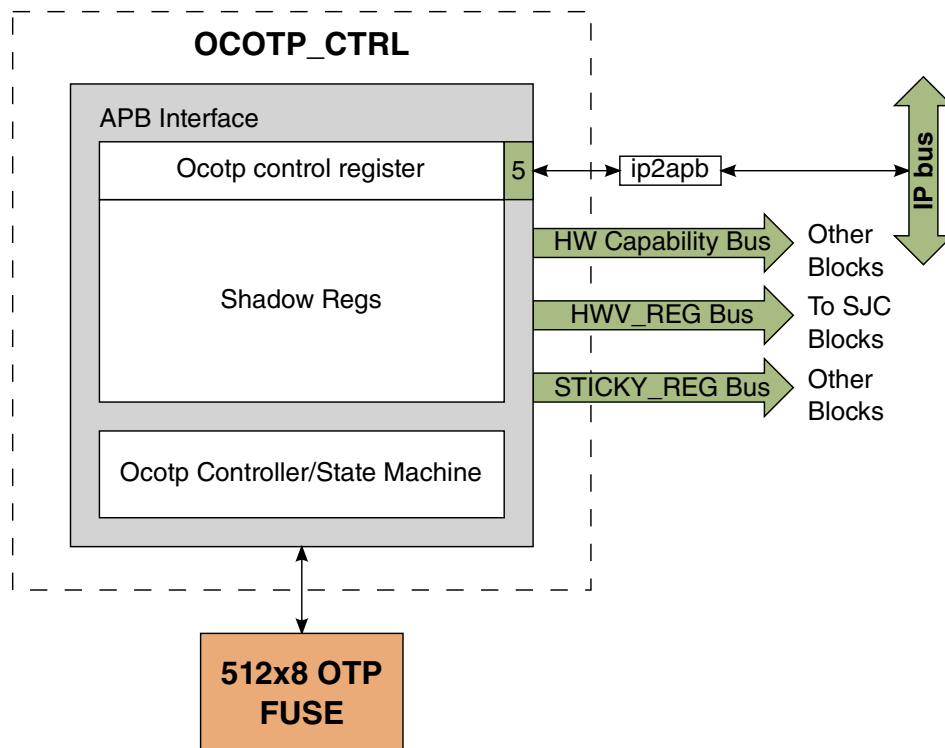 OCOTP_CTRL
APB Interface
Ocotp control register
5
ip2apb
IP bus
HW Capability Bus
Other
Blocks
Shadow Regs
HWV_REG Bus
To SJC
Blocks
STICKY_REG Bus
Other
Blocks
Ocotp Controller/State Machine
512x8 OTP
FUSE